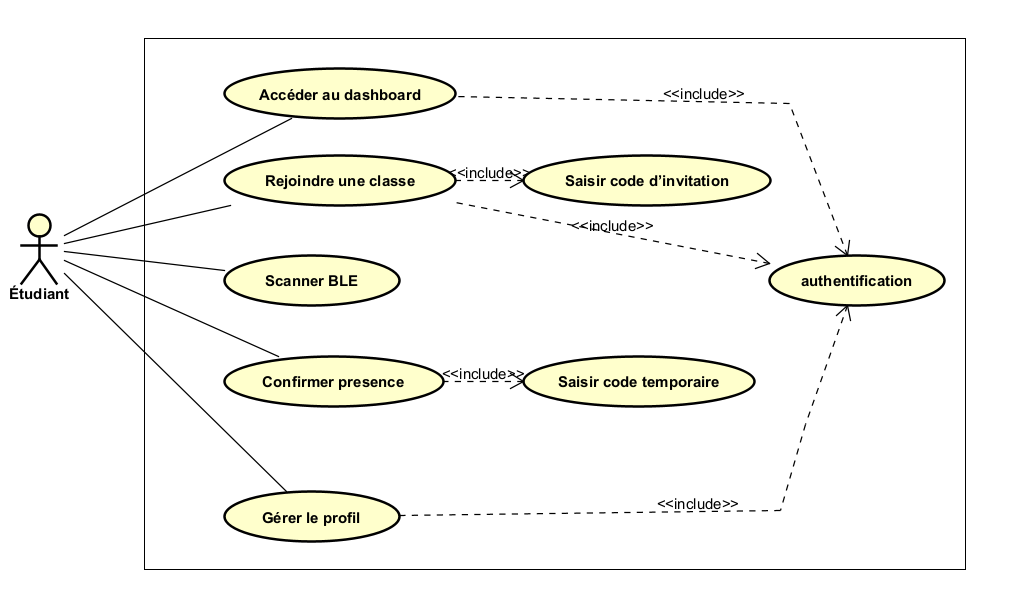 Accéder au dashboard
<<include>>
Rejoindre une classe
<<include>>
Saisir code d’invitation
<<include>>
Étudiant
Scanner BLE
authentification
Confirmer presence
<<include>>
Saisir code temporaire
Gérer le profil
<<include>>